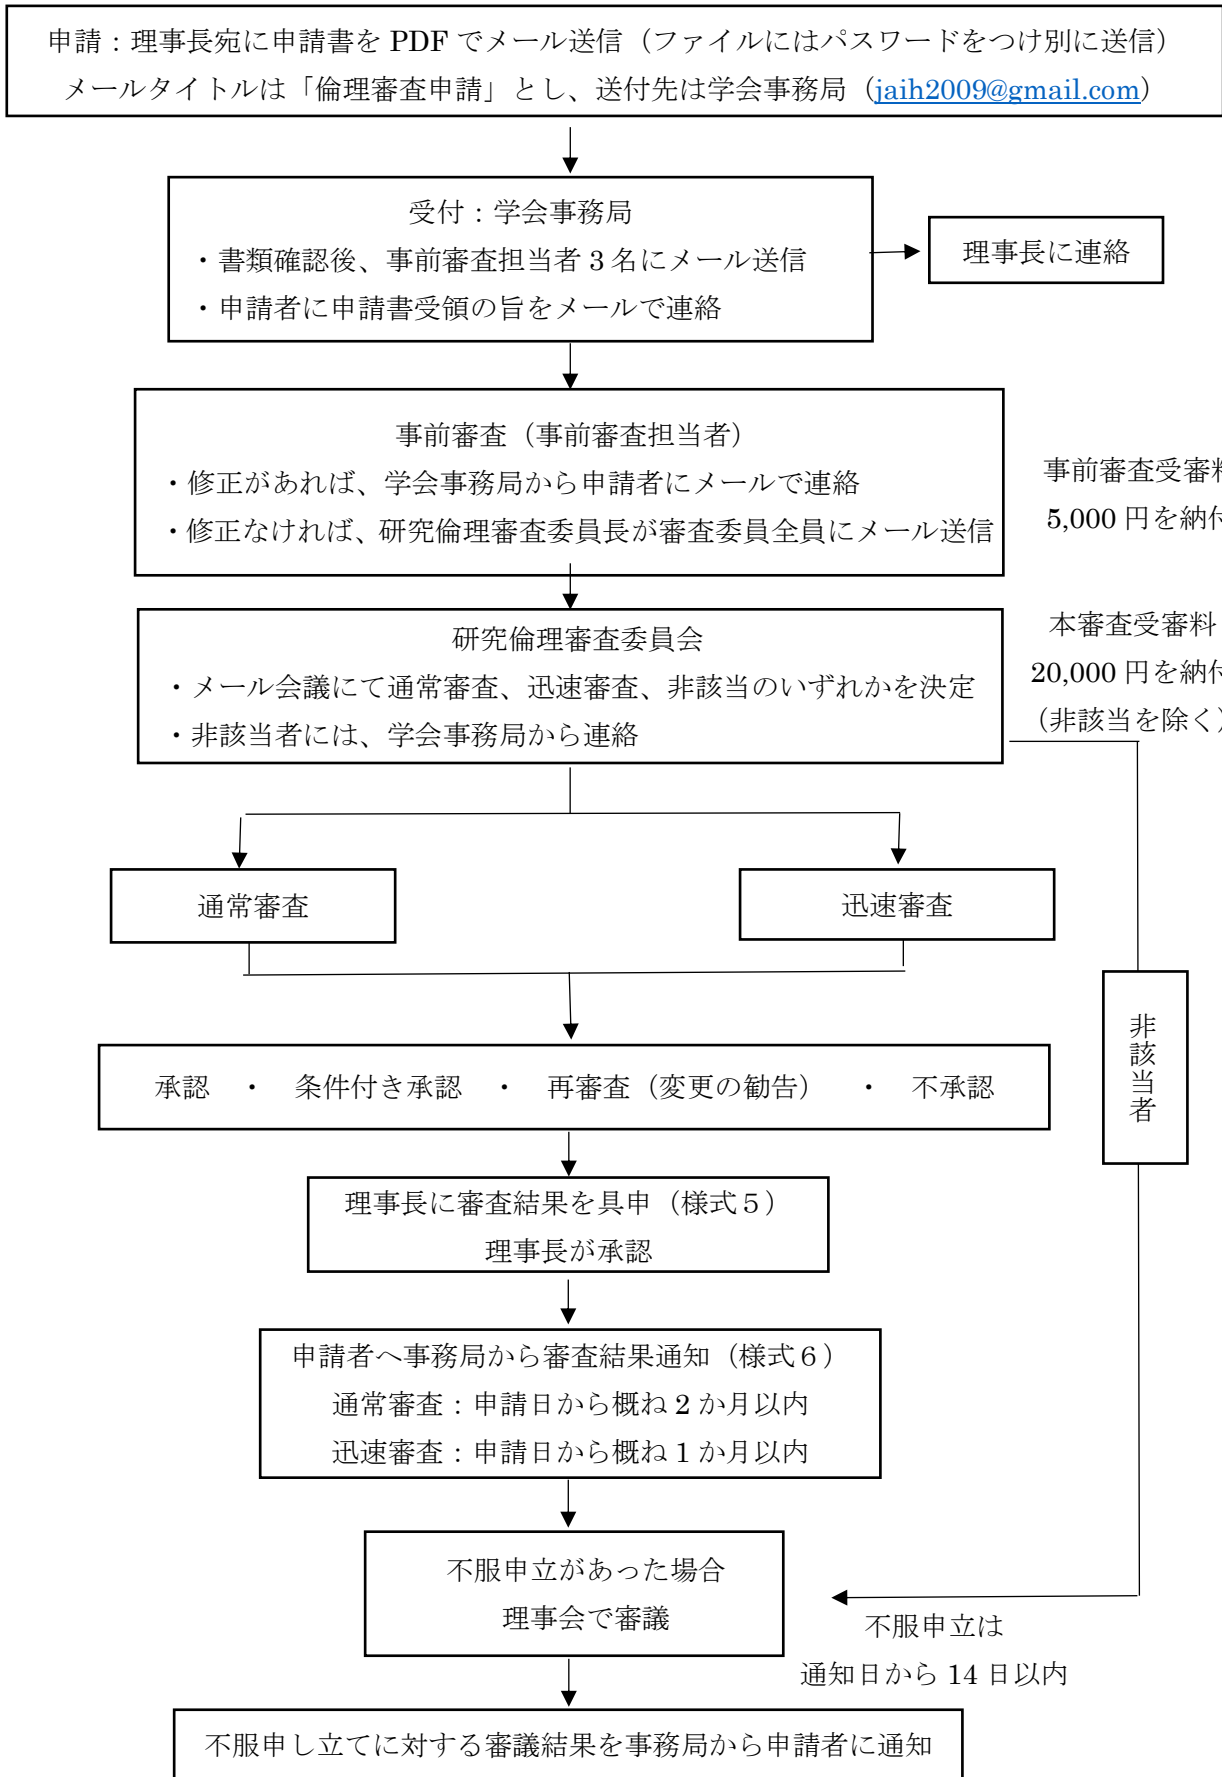 申請：理事長宛に申請書を PDF でメール送信（ファイルにはパスワードをつけ別に送信）
メールタイトルは「倫理審査申請」とし、送付先は学会事務局（jaih2009@gmail.com）
受付：学会事務局
・書類確認後、事前審査担当者 3 名にメール送信
・申請者に申請書受領の旨をメールで連絡
理事長に連絡
事前審査（事前審査担当者）
・修正があれば、学会事務局から申請者にメールで連絡
・修正なければ、研究倫理審査委員長が審査委員全員にメール送信
事前審査受審料
5,000 円を納付
研究倫理審査委員会
・メール会議にて通常審査、迅速審査、非該当のいずれかを決定
・非該当者には、学会事務局から連絡
本審査受審料
20,000 円を納付
（非該当を除く）
通常審査
迅速審査
非該当者
承認　・　条件付き承認　・　再審査（変更の勧告）　・　不承認
理事長に審査結果を具申（様式５）
理事長が承認
申請者へ事務局から審査結果通知（様式６）
通常審査：申請日から概ね 2 か月以内
迅速審査：申請日から概ね 1 か月以内
不服申立があった場合
理事会で審議
不服申立は
通知日から 14 日以内
不服申し立てに対する審議結果を事務局から申請者に通知